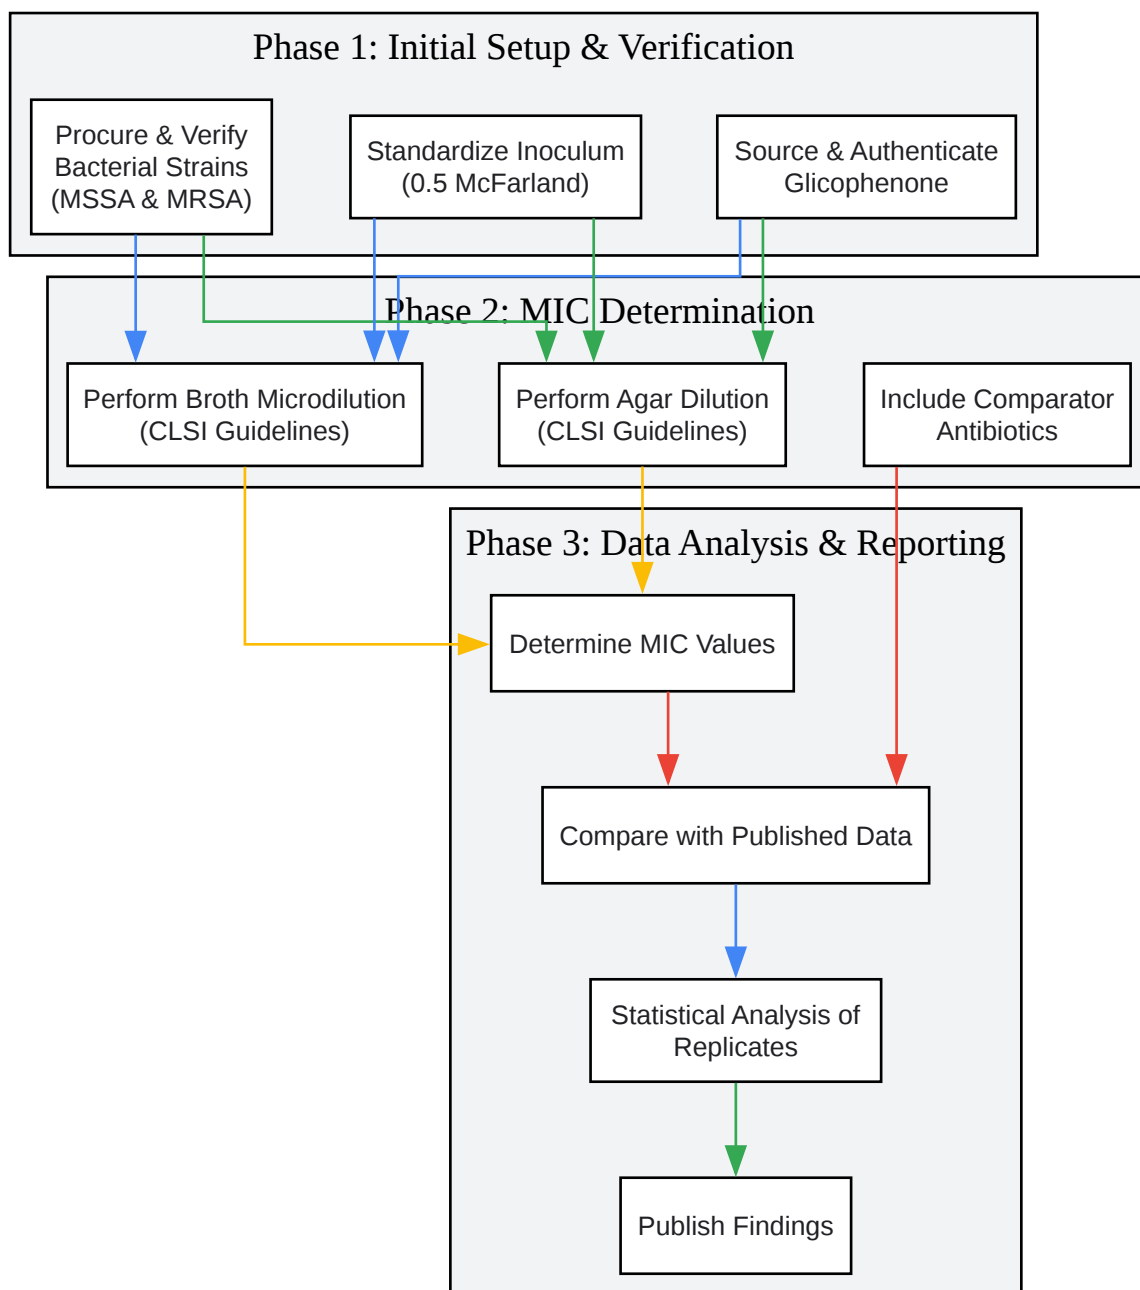 Phase 1: Initial Setup & Verification
Procure & Verify
Bacterial Strains
(MSSA & MRSA)
Standardize Inoculum
(0.5 McFarland)
Source & Authenticate
Glicophenone
Phase 2: MIC Determination
Perform Broth Microdilution
(CLSI Guidelines)
Perform Agar Dilution
(CLSI Guidelines)
Include Comparator
Antibiotics
Phase 3: Data Analysis & Reporting
Determine MIC Values
Compare with Published Data
Statistical Analysis of
Replicates
Publish Findings